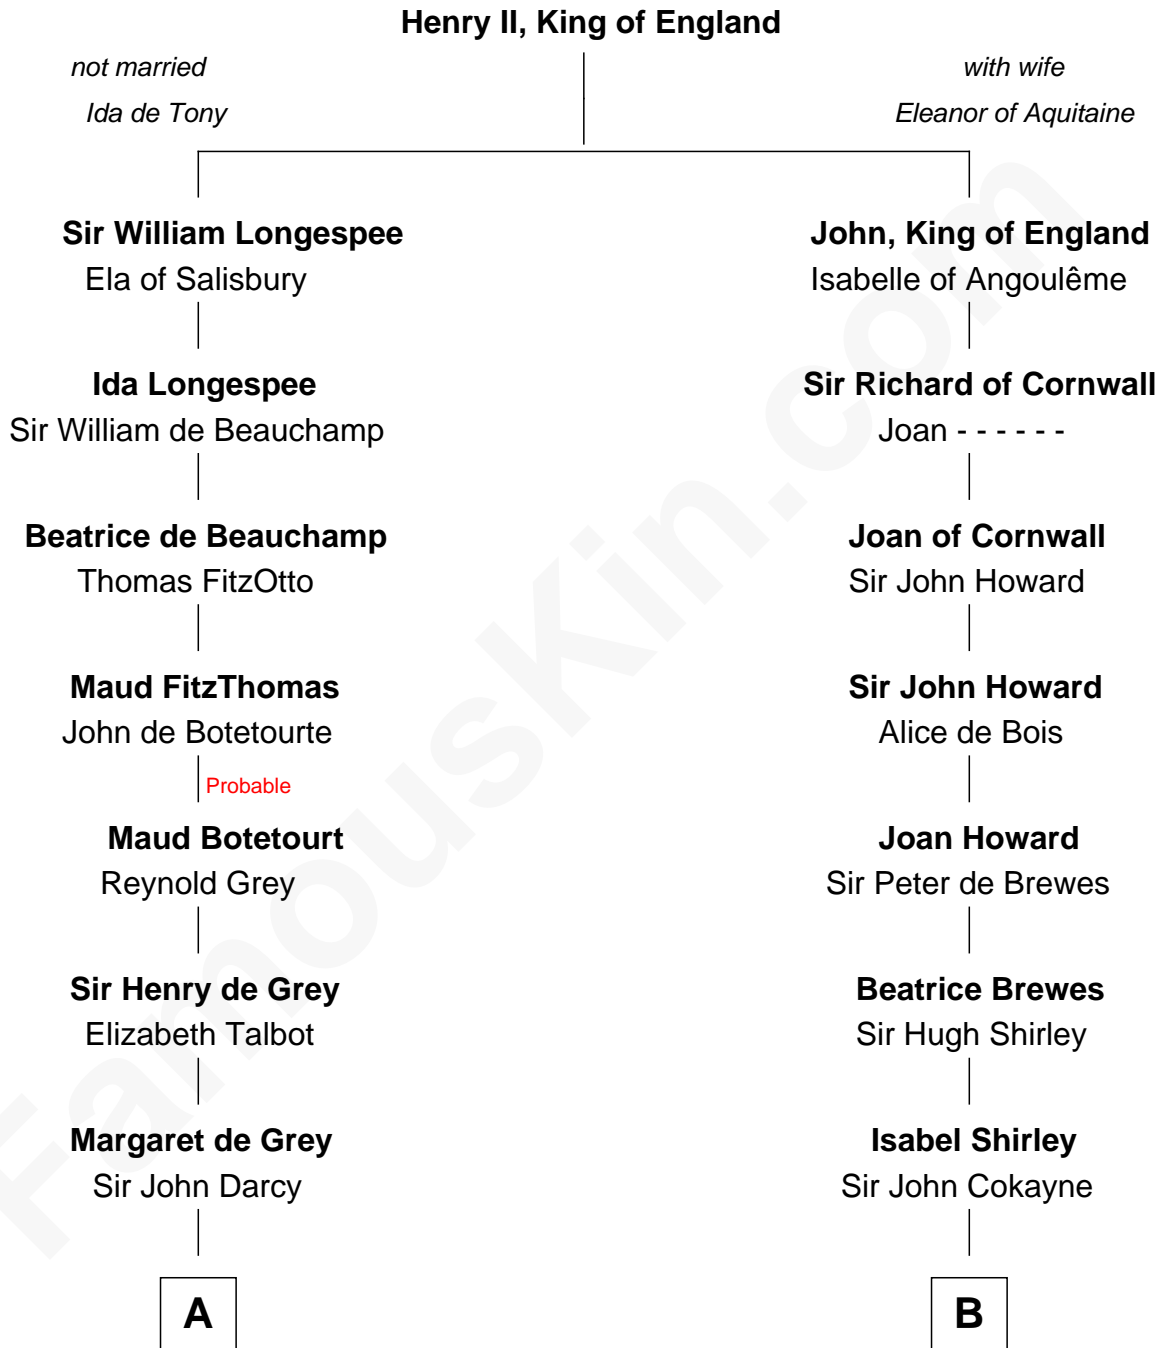 Henry II, King of England
not married
with wife
Ida de Tony
Eleanor of Aquitaine
Sir William Longespee
Ela of Salisbury
Ida Longespee
Sir William de Beauchamp
Beatrice de Beauchamp
Thomas FitzOtto
Maud FitzThomas
John de Botetourte
Probable
Maud Botetourt
Reynold Grey
Sir Henry de Grey
Elizabeth Talbot
Margaret de Grey
Sir John Darcy
A
John, King of England
Isabelle of Angoulême
Sir Richard of Cornwall
Joan - - - - - -
Joan of Cornwall
Sir John Howard
Sir John Howard
Alice de Bois
Joan Howard
Sir Peter de Brewes
Beatrice Brewes
Sir Hugh Shirley
Isabel Shirley
Sir John Cokayne
B
FamousKin.com